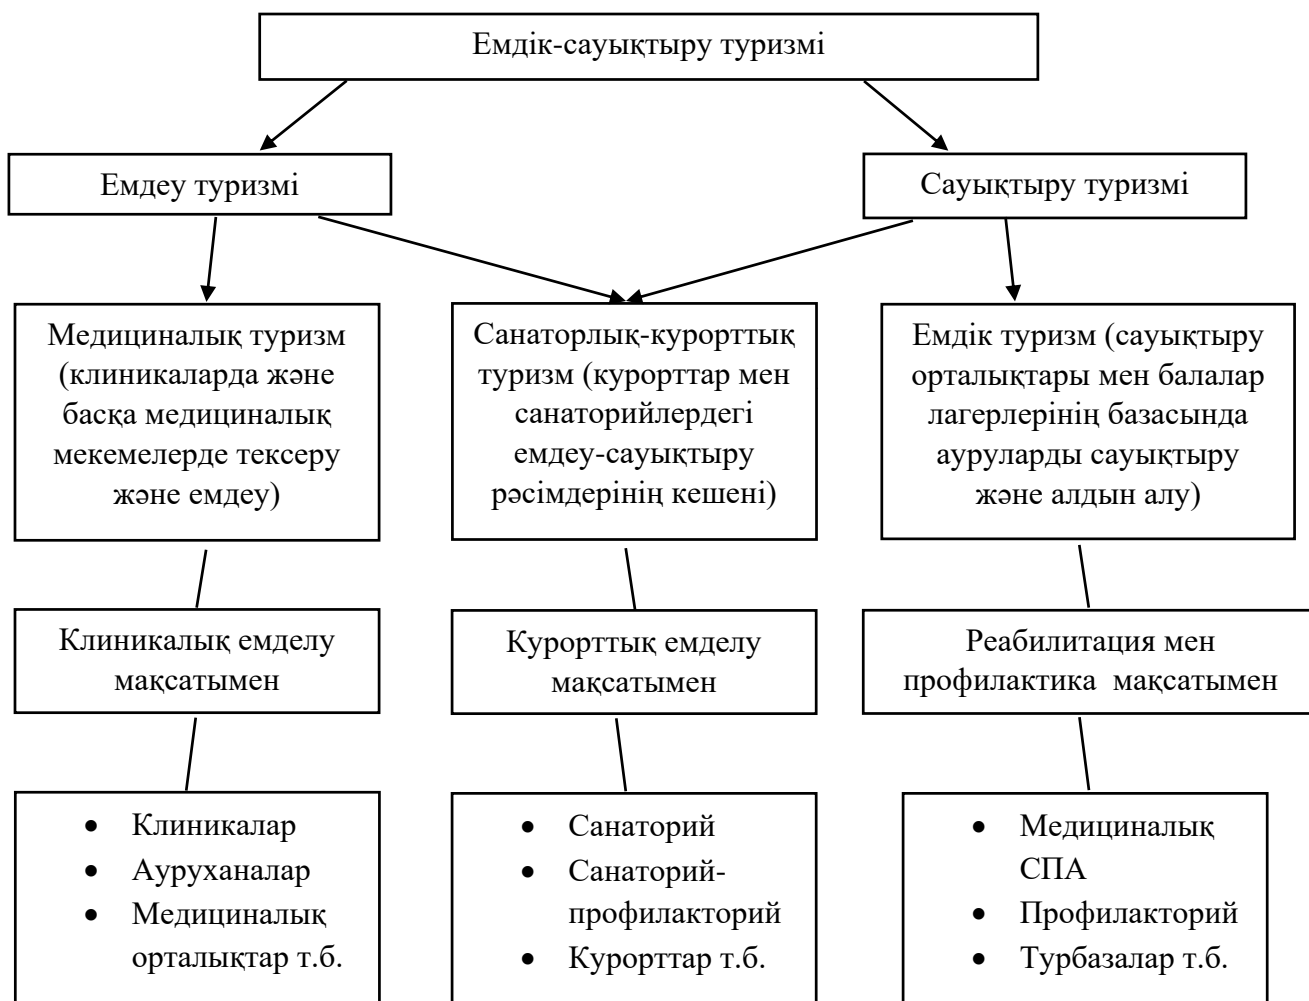 Емдік-сауықтыру туризмі
Емдеу туризмі
Сауықтыру туризмі
Медициналық туризм
(клиникаларда және
басқа медициналық
мекемелерде тексеру
және емдеу)
Санаторлық-курорттық
туризм (курорттар мен
санаторийлердегі
емдеу-сауықтыру
рәсімдерінің кешені)
Емдік туризм (сауықтыру
орталықтары мен балалар
лагерлерінің базасында
ауруларды сауықтыру
және алдын алу)
Клиникалық емделу
мақсатымен
Курорттық емделу
мақсатымен
Реабилитация мен
профилактика  мақсатымен
• Клиникалар
• Ауруханалар
• Медициналық
орталықтар т.б.
• Санаторий
• Санаторий-
профилакторий
• Курорттар т.б.
• Медициналық
СПА
• Профилакторий
• Турбазалар т.б.